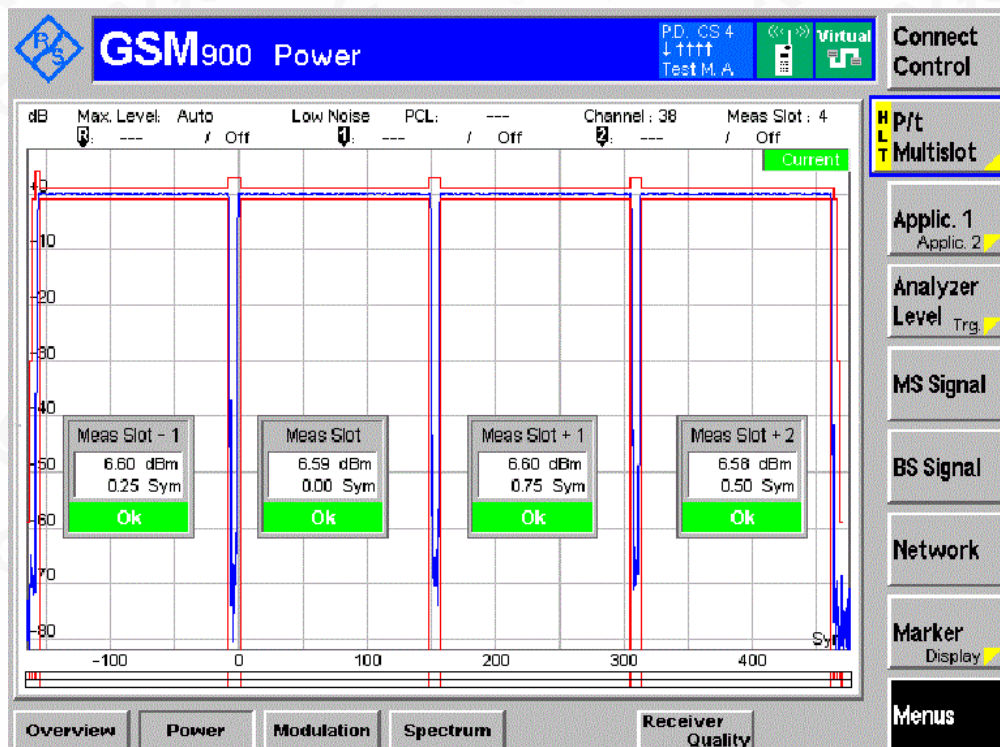 R S
GSM900 Power
P.D. CS 4
↓↑↑↑↑
Test M. A.
Virtual
Connect Control
dB Max. Level: Auto Low Noise PCL: --- Channel : 38 Meas Slot : 4
R: --- / Off 1: --- / Off 2: --- / Off
Current
HLT
P/t Multislot
Applic. 1
Applic. 2
Analyzer Level Trg.
MS Signal
BS Signal
Network
Marker
Display
Menus
+0
-10
-20
-30
-40
-50
-60
-70
-80
Meas Slot - 1
6.60 dBm
0.25 Sym
Ok
Meas Slot
6.59 dBm
0.00 Sym
Ok
Meas Slot + 1
6.60 dBm
0.75 Sym
Ok
Meas Slot + 2
6.58 dBm
0.50 Sym
Ok
Sym
-100 0 100 200 300 400
Overview Power Modulation Spectrum Receiver Quality